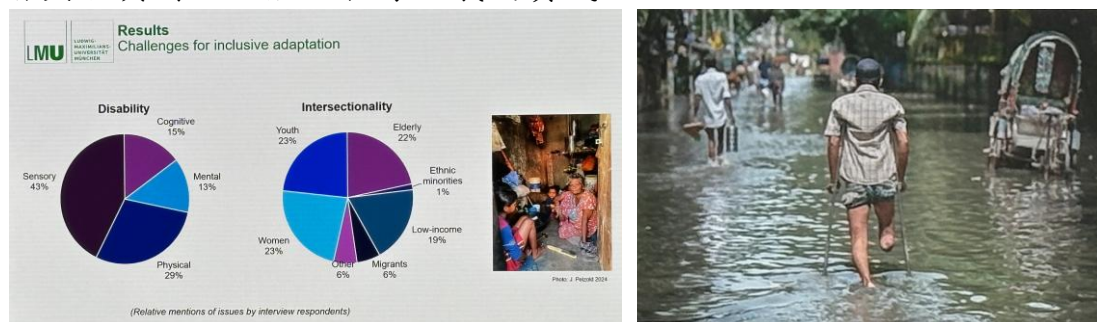 LMU
LUDWIG-
MAXIMILIANS-
UNIVERSITÄT
MÜNCHEN
Results
Challenges for inclusive adaptation
Disability
Cognitive
15%
Mental
13%
Physical
29%
Sensory
43%
Intersectionality
Elderly
22%
Ethnic
minorities
1%
Low-income
19%
Migrants
6%
Other
6%
Women
23%
Youth
23%
Photo: J. Petzold 2024
(Relative mentions of issues by interview respondents)